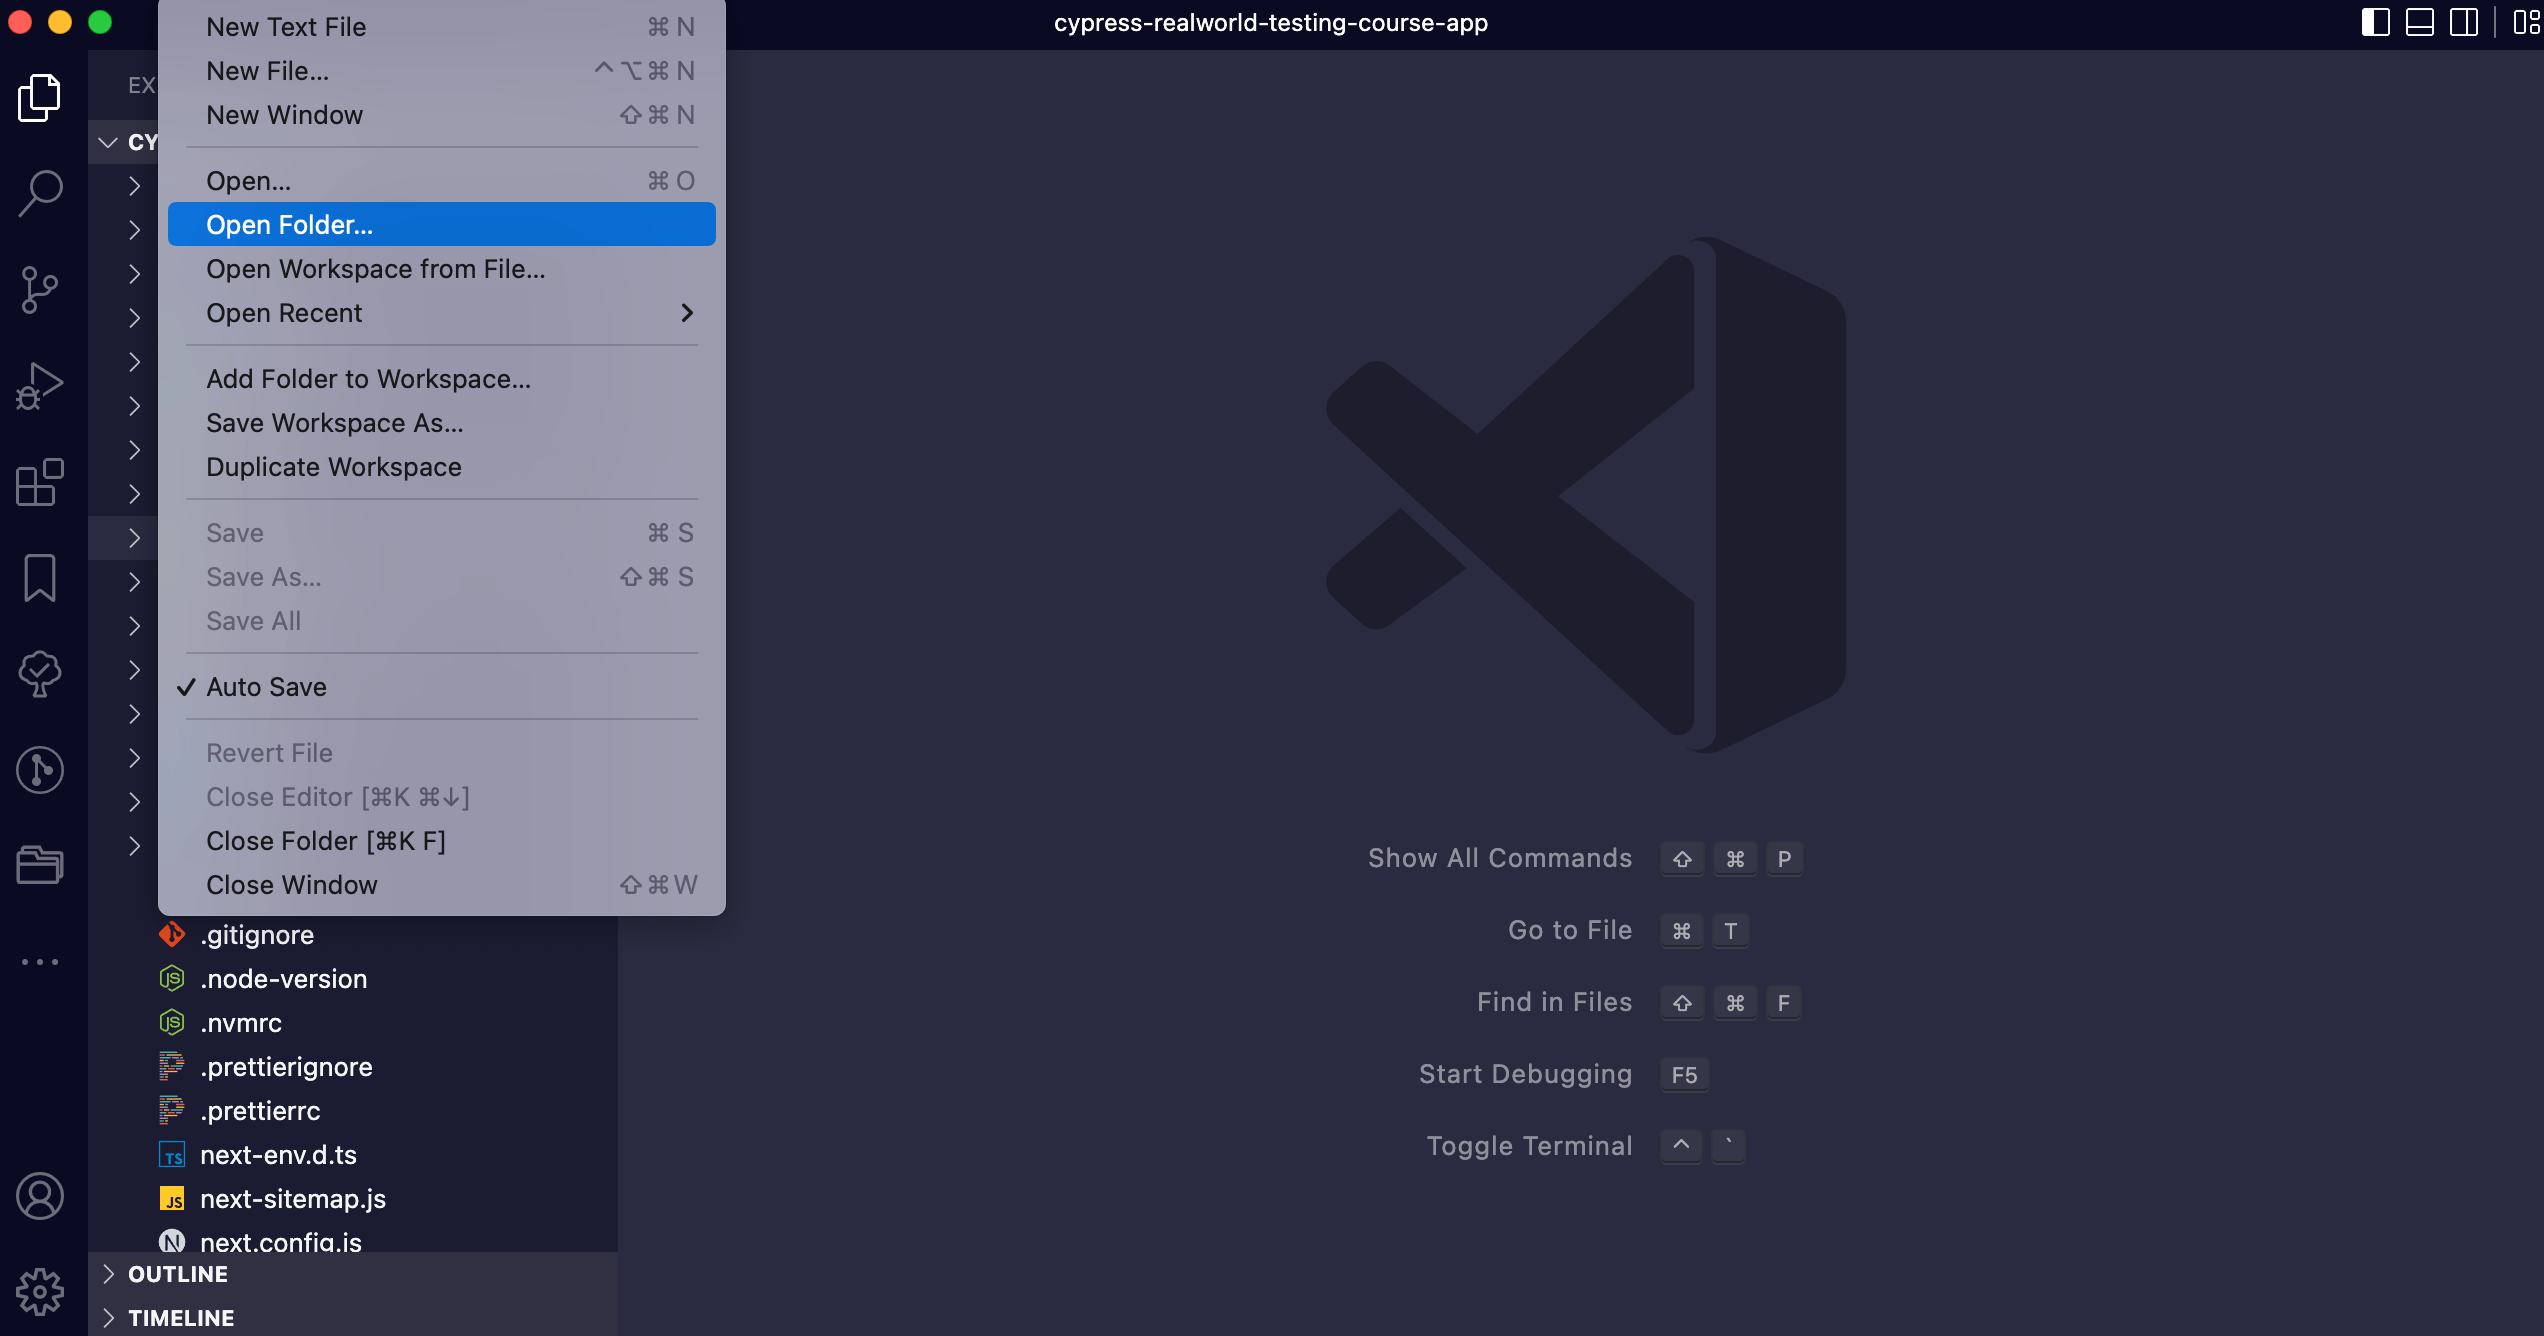 cypress-realworld-testing-course-app
New Text File ⌘ N
New File... ^ ⌥ ⌘ N
New Window ⇧ ⌘ N
Open... ⌘ O
Open Folder...
Open Workspace from File...
Open Recent
Add Folder to Workspace...
Save Workspace As...
Duplicate Workspace
Save ⌘ S
Save As... ⇧ ⌘ S
Save All
✓ Auto Save
Revert File
Close Editor [⌘K ⌘↓]
Close Folder [⌘K F]
Close Window ⇧ ⌘ W
EX
CY
.gitignore
.node-version
.nvmrc
.prettierignore
.prettierrc
next-env.d.ts
next-sitemap.js
next.config.js
OUTLINE
TIMELINE
Show All Commands ⇧ ⌘ P
Go to File ⌘ T
Find in Files ⇧ ⌘ F
Start Debugging F5
Toggle Terminal ^ `